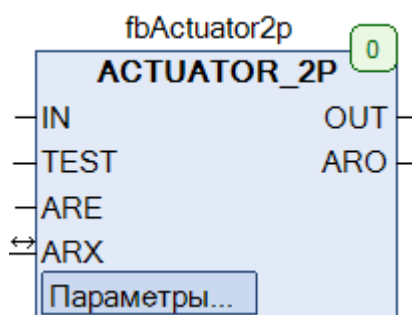 fbActuator2p
0
ACTUATOR_2P
IN OUT
TEST ARO
ARE
ARX
Параметры...